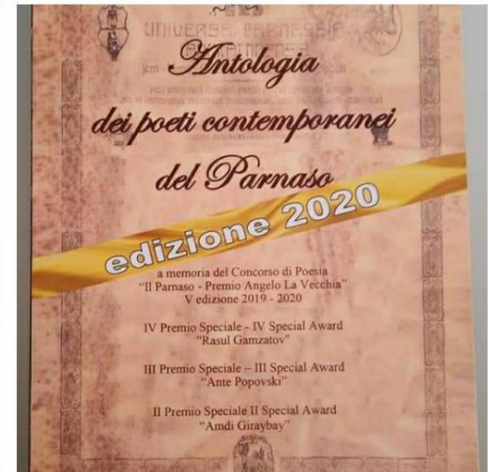 UNIVERSA PARNASSIA
Antologia
dei poeti contemporanei
del Parnaso
edizione 2020
a memoria del Concorso di Poesia
"Il Parnaso - Premio Angelo La Vecchia"
V edizione 2019 - 2020
IV Premio Speciale - IV Special Award
"Rasul Gamzatov"
III Premio Speciale – III Special Award
"Ante Popovski"
II Premio Speciale II Special Award
"Amdi Giraybay"